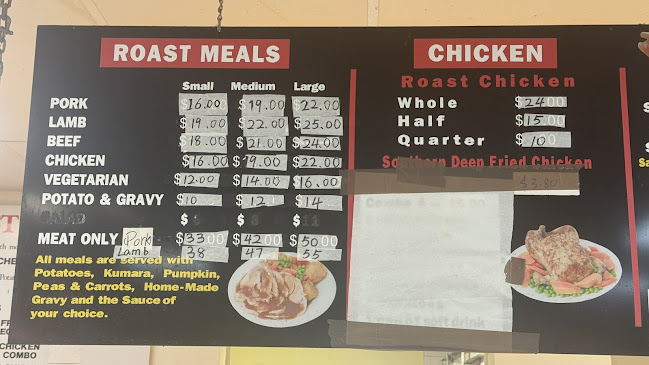 ROAST MEALS
Small Medium Large
PORK $16.00 $19.00 $22.00
LAMB $19.00 $22.00 $25.00
BEEF $18.00 $21.00 $24.00
CHICKEN $16.00 $19.00 $22.00
VEGETARIAN $12.00 $14.00 $16.00
POTATO & GRAVY $10 $12 $14
$ $ $
MEAT ONLY Pork $33.00 $42.00 $50.00
Lamb 38 47 55
All meals are served with
Potatoes, Kumara, Pumpkin,
Peas & Carrots, Home-Made
Gravy and the Sauce of
your choice.
CHICKEN
Roast Chicken
Whole $24.00
Half $15.00
Quarter $10.00
Southern Deep Fried Chicken
$3.80
soft drink
CHICKEN
COMBO